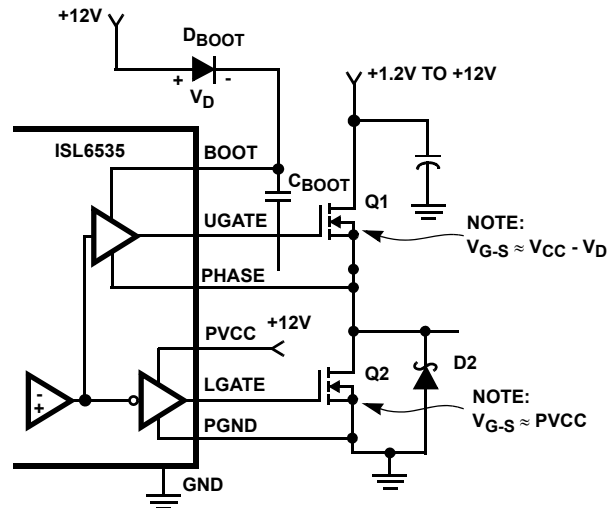 +12V
DBOOT
+ -
VD
+1.2V TO +12V
ISL6535
BOOT
CBOOT
Q1
UGATE
NOTE:
VG-S ≈ VCC - VD
PHASE
PVCC
+12V
D2
Q2
LGATE
NOTE:
VG-S ≈ PVCC
- +
PGND
GND